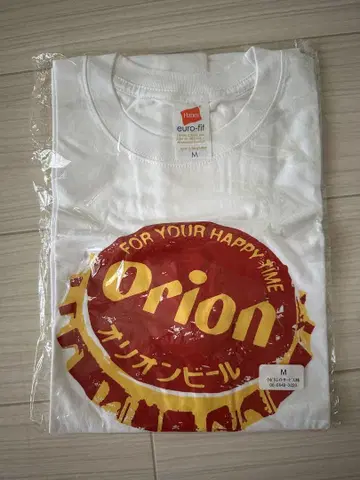 Hanes
euro-fit
M
FOR YOUR HAPPY TIME
Orion
オリオンビール
M